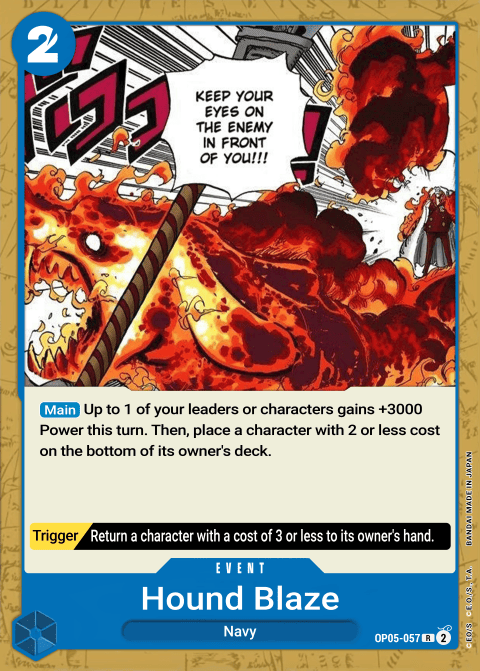 2
KEEP YOUR
EYES ON
THE ENEMY
IN FRONT
OF YOU!!!
Main Up to 1 of your leaders or characters gains +3000
Power this turn. Then, place a character with 2 or less cost
on the bottom of its owner's deck.
Trigger Return a character with a cost of 3 or less to its owner's hand.
EVENT
Hound Blaze
Navy
OP05-057 R 2
©E.O./S. ©E.O./S.,T.A. BANDAI MADE IN JAPAN